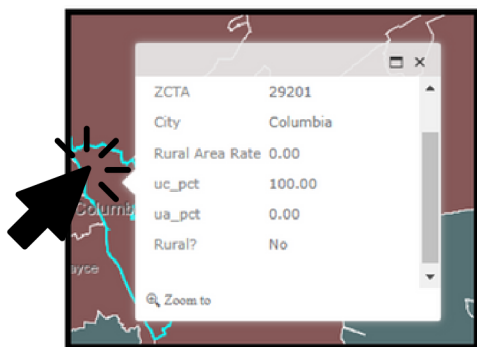 ZCTA 29201
City Columbia
Rural Area Rate 0.00
uc_pct 100.00
ua_pct 0.00
Rural? No
Columb
ayce
Zoom to